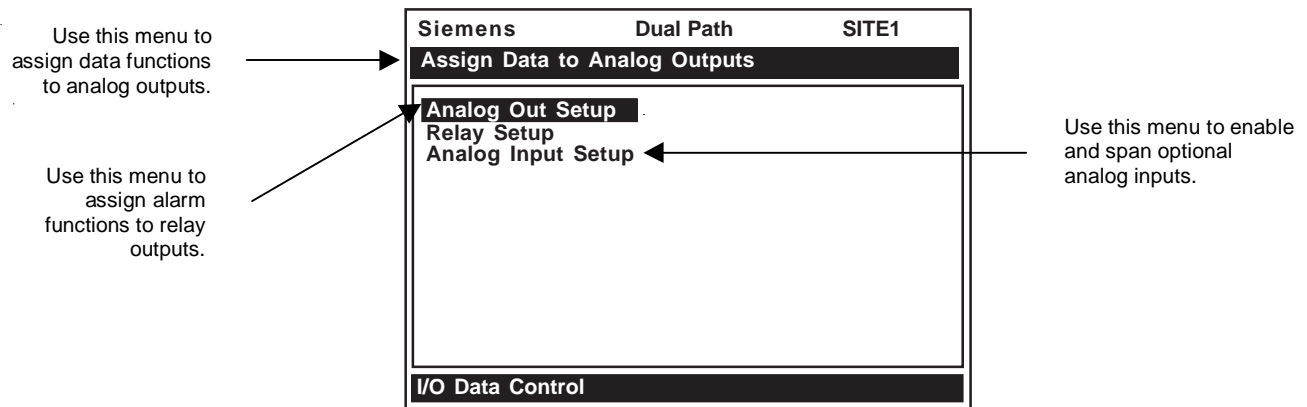 Use this menu to
assign data functions
to analog outputs.
Use this menu to
assign alarm
functions to relay
outputs.
Siemens Dual Path SITE1
Assign Data to Analog Outputs
Analog Out Setup
Relay Setup
Analog Input Setup
I/O Data Control
Use this menu to enable
and span optional
analog inputs.